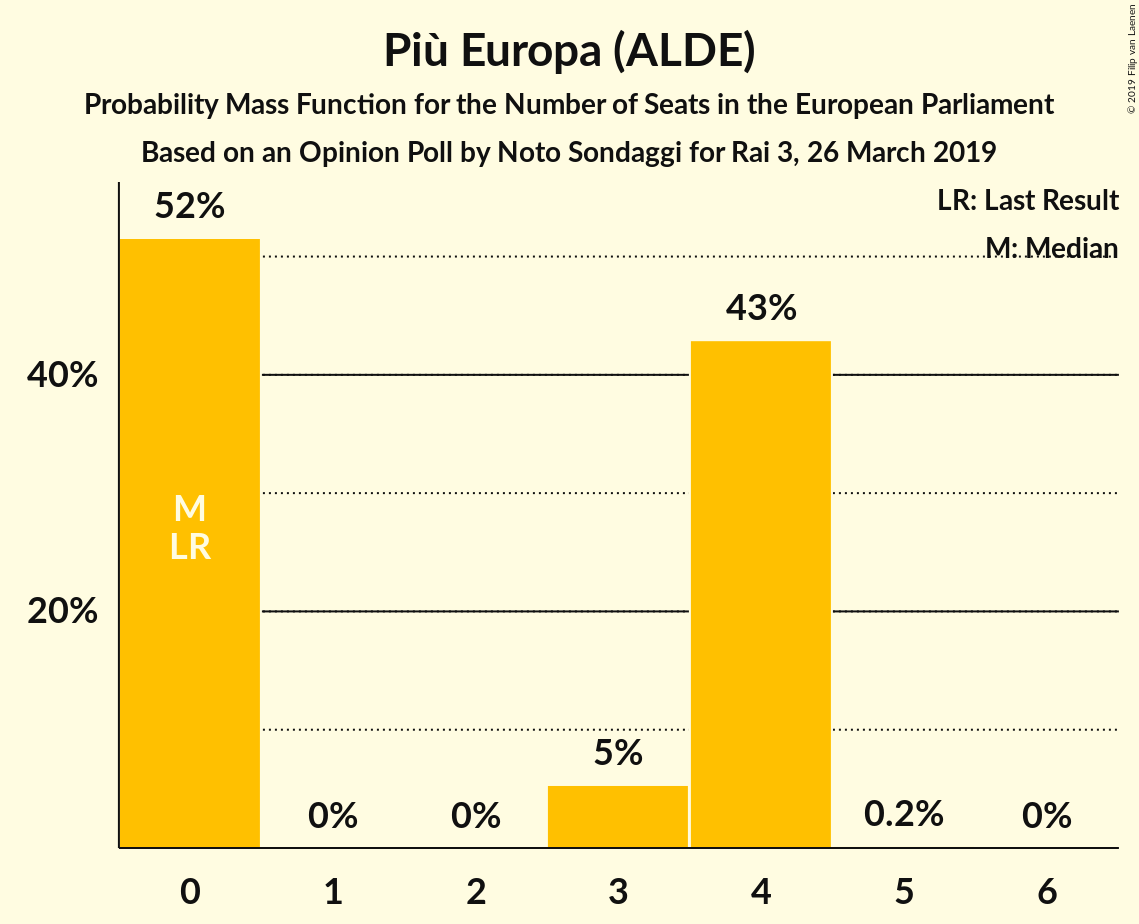 Più Europa (ALDE)
Probability Mass Function for the Number of Seats in the European Parliament
Based on an Opinion Poll by Noto Sondaggi for Rai 3, 26 March 2019
© 2019 Filip van Laenen
LR: Last Result
M: Median
52%
43%
40%
M
LR
20%
5%
0%
0%
0.2%
0%
0
1
2
3
4
5
6